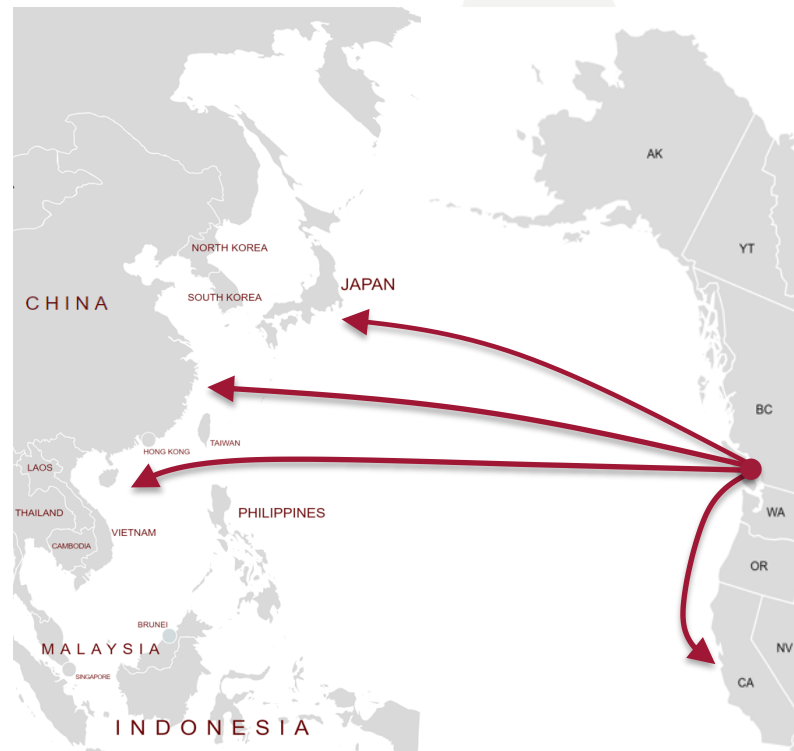 AK
YT
NORTH KOREA
JAPAN
CHINA
SOUTH KOREA
BC
TAIWAN
HONG KONG
LAOS
THAILAND
PHILIPPINES
WA
VIETNAM
CAMBODIA
OR
BRUNEI
MALAYSIA
NV
SINGAPORE
CA
INDONESIA